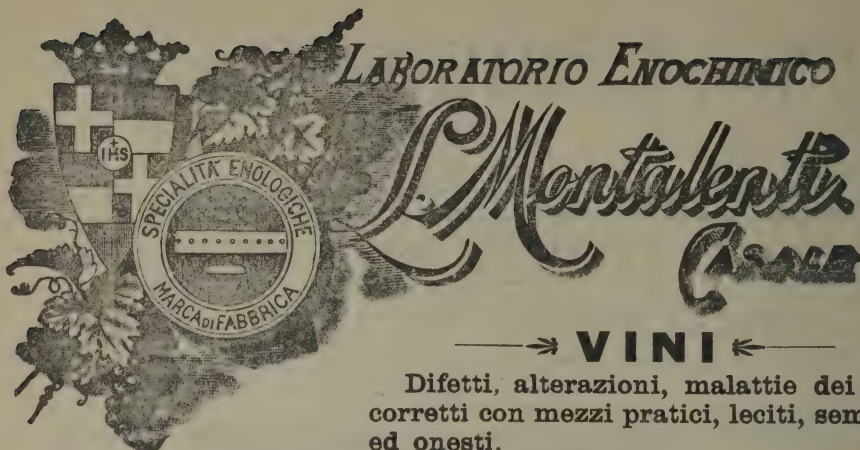 LABORATORIO ENOCHIMICO
L. Montalenti
CASALE
IHS
SPECIALITÀ ENOLOGICHE
MARCA DI FABBRICA
VINI
Difetti, alterazioni, malattie dei
corretti con mezzi pratici, leciti, sem
ed onesti.